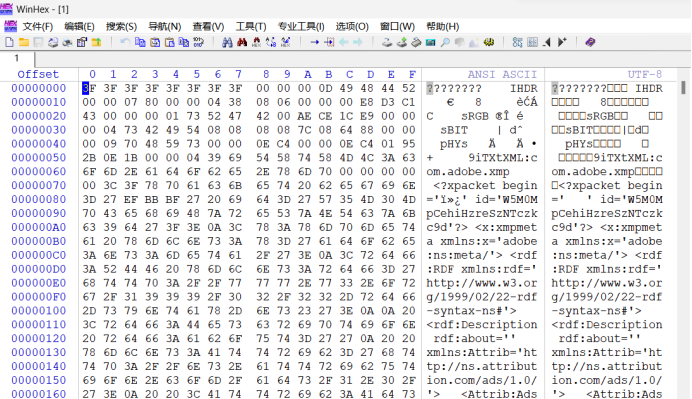 WinHex - [1]
文件(F) 编辑(E) 搜索(S) 导航(N) 查看(V) 工具(T) 专业工具(I) 选项(O) 窗口(W) 帮助(H)
1
Offset 0 1 2 3 4 5 6 7 8 9 A B C D E F ANSI ASCII UTF-8
00000000 3F 3F 3F 3F 3F 3F 3F 3F 00 00 00 0D 49 48 44 52 ???????? IHDR ????????□□□ IHDR
00000010 00 00 07 80 00 00 04 38 08 06 00 00 00 E8 D3 C1 € 8 èÓÁ
00000020 43 00 00 00 01 73 52 47 42 00 AE CE 1C E9 00 00 C sRGB ®Î é
00000030 00 04 73 42 49 54 08 08 08 08 7C 08 64 88 00 00 sBIT | dˆ
00000040 00 09 70 48 59 73 00 00 0E C4 00 00 0E C4 01 95 pHYs Ä Ä •
00000050 2B 0E 1B 00 00 04 39 69 54 58 74 58 4D 4C 3A 63 + 9iTXtXML:c
00000060 6F 6D 2E 61 64 6F 62 65 2E 78 6D 70 00 00 00 00 om.adobe.xmp
00000070 00 3C 3F 78 70 61 63 6B 65 74 20 62 65 67 69 6E <?xpacket begin □<?xpacket begin
00000080 3D 27 EF BB BF 27 20 69 64 3D 27 57 35 4D 30 4D ='ï»¿' id='W5M0M =' ' id='W5M0M
00000090 70 43 65 68 69 48 7A 72 65 53 7A 4E 54 63 7A 6B pCehiHzreSzNTczk pCehiHzreSzNTczk
000000A0 63 39 64 27 3F 3E 0A 3C 78 3A 78 6D 70 6D 65 74 c9d'?> <x:xmpmet c9d'?> <x:xmpmet
000000B0 61 20 78 6D 6C 6E 73 3A 78 3D 27 61 64 6F 62 65 a xmlns:x='adobe a xmlns:x='adobe
000000C0 3A 6E 73 3A 6D 65 74 61 2F 27 3E 0A 3C 72 64 66 :ns:meta/'> <rdf :ns:meta/'> <rdf
000000D0 3A 52 44 46 20 78 6D 6C 6E 73 3A 72 64 66 3D 27 :RDF xmlns:rdf=' :RDF xmlns:rdf='
000000E0 68 74 74 70 3A 2F 2F 77 77 77 2E 77 33 2E 6F 72 http://www.w3.or http://www.w3.or
000000F0 67 2F 31 39 39 39 2F 30 32 2F 32 32 2D 72 64 66 g/1999/02/22-rdf g/1999/02/22-rdf
00000100 2D 73 79 6E 74 61 78 2D 6E 73 23 27 3E 0A 0A 20 -syntax-ns#'> -syntax-ns#'>
00000110 3C 72 64 66 3A 44 65 73 63 72 69 70 74 69 6F 6E <rdf:Description <rdf:Description
00000120 20 72 64 66 3A 61 62 6F 75 74 3D 27 27 0A 20 20 rdf:about='' rdf:about=''
00000130 78 6D 6C 6E 73 3A 41 74 74 72 69 62 3D 27 68 74 xmlns:Attrib='ht xmlns:Attrib='ht
00000140 74 70 3A 2F 2F 6E 73 2E 61 74 74 72 69 62 75 74 tp://ns.attribut tp://ns.attribut
00000150 69 6F 6E 2E 63 6F 6D 2F 61 64 73 2F 31 2E 30 2F ion.com/ads/1.0/ ion.com/ads/1.0/
00000160 27 3E 0A 20 20 3C 41 74 74 72 69 62 3A 41 64 73 '> <Attrib:Ads '> <Attrib:Ads